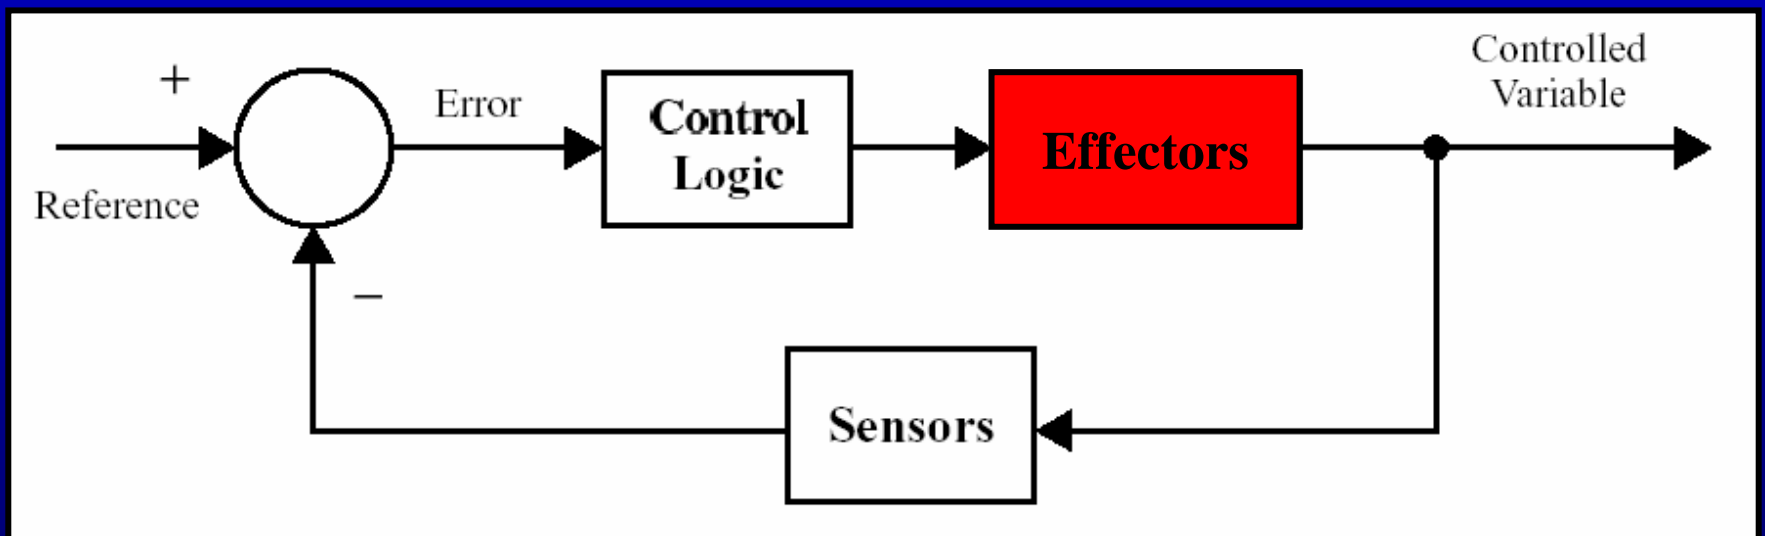 +
Reference
Error
Control
Logic
Effectors
Controlled
Variable
−
Sensors